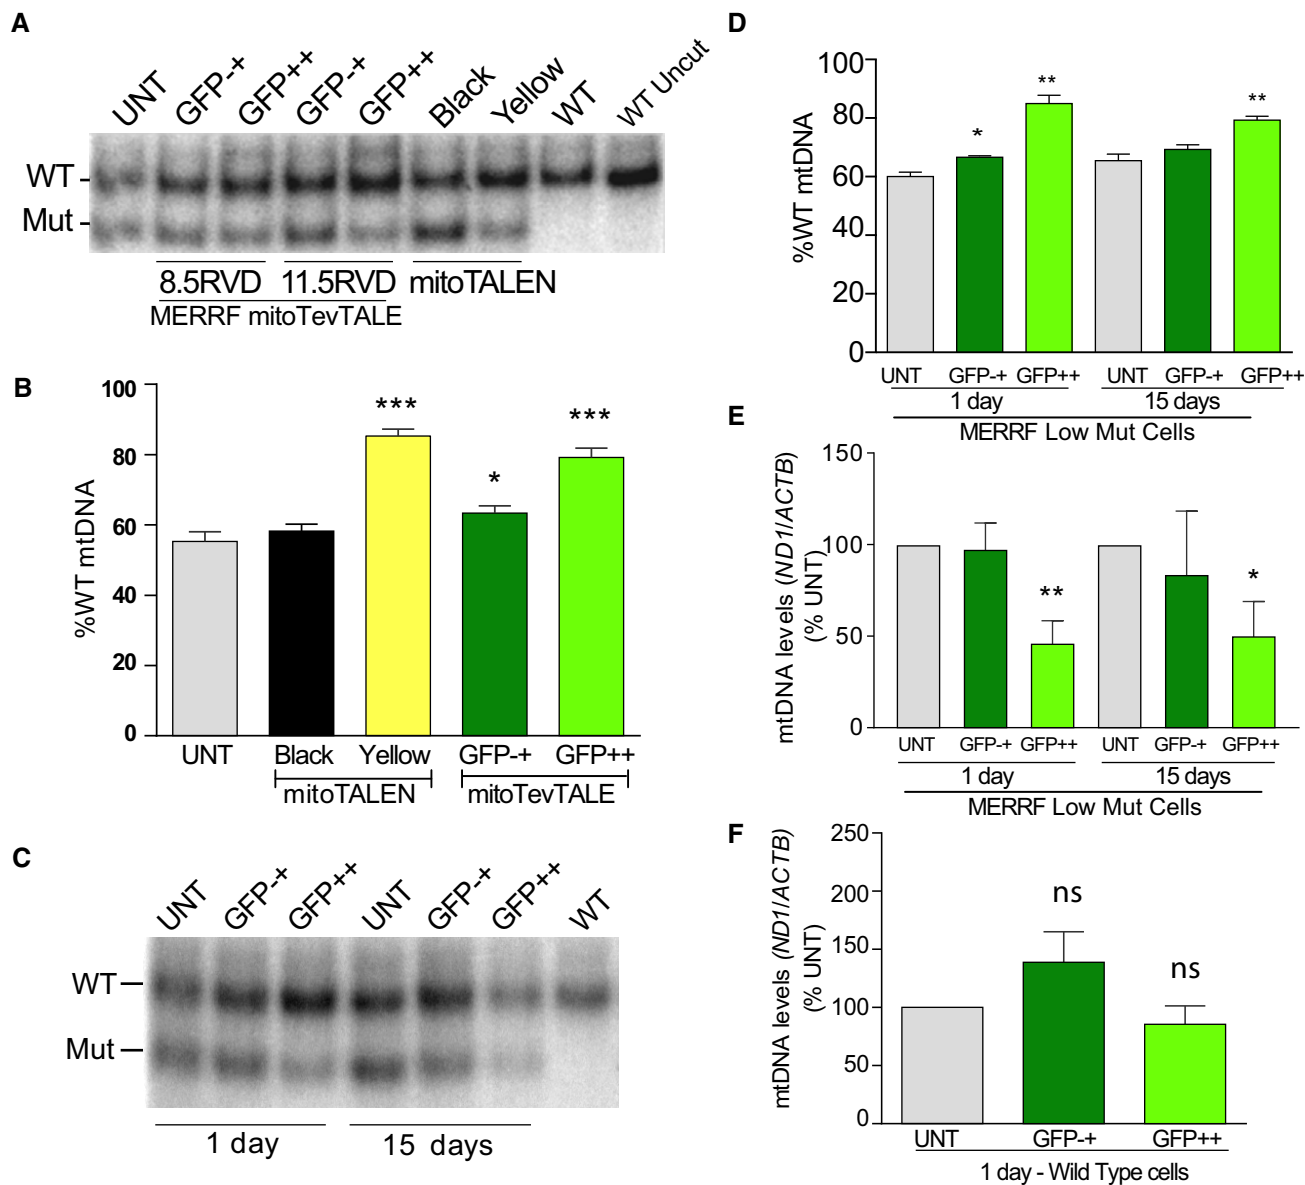 A
UNT GFP-+ GFP++ GFP-+ GFP++ Black Yellow WT WT Uncut
WT
Mut
8.5RVD 11.5RVD mitoTALEN
MERRF mitoTevTALE
B
%WT mtDNA
100
80
60
40
20
0
***
*
***
UNT Black Yellow GFP-+ GFP++
mitoTALEN mitoTevTALE
C
UNT GFP-+ GFP++ UNT GFP-+ GFP++ WT
WT
Mut
1 day 15 days
D
%WT mtDNA
100
80
60
40
20
0
*
**
**
UNT GFP-+ GFP++ UNT GFP-+ GFP++
1 day 15 days
MERRF Low Mut Cells
E
mtDNA levels (ND1/ACTB)
(% UNT)
150
100
50
0
**
*
UNT GFP-+ GFP++ UNT GFP-+ GFP++
1 day 15 days
MERRF Low Mut Cells
F
mtDNA levels (ND1/ACTB)
(% UNT)
250
200
150
100
50
0
ns
ns
UNT GFP-+ GFP++
1 day - Wild Type cells